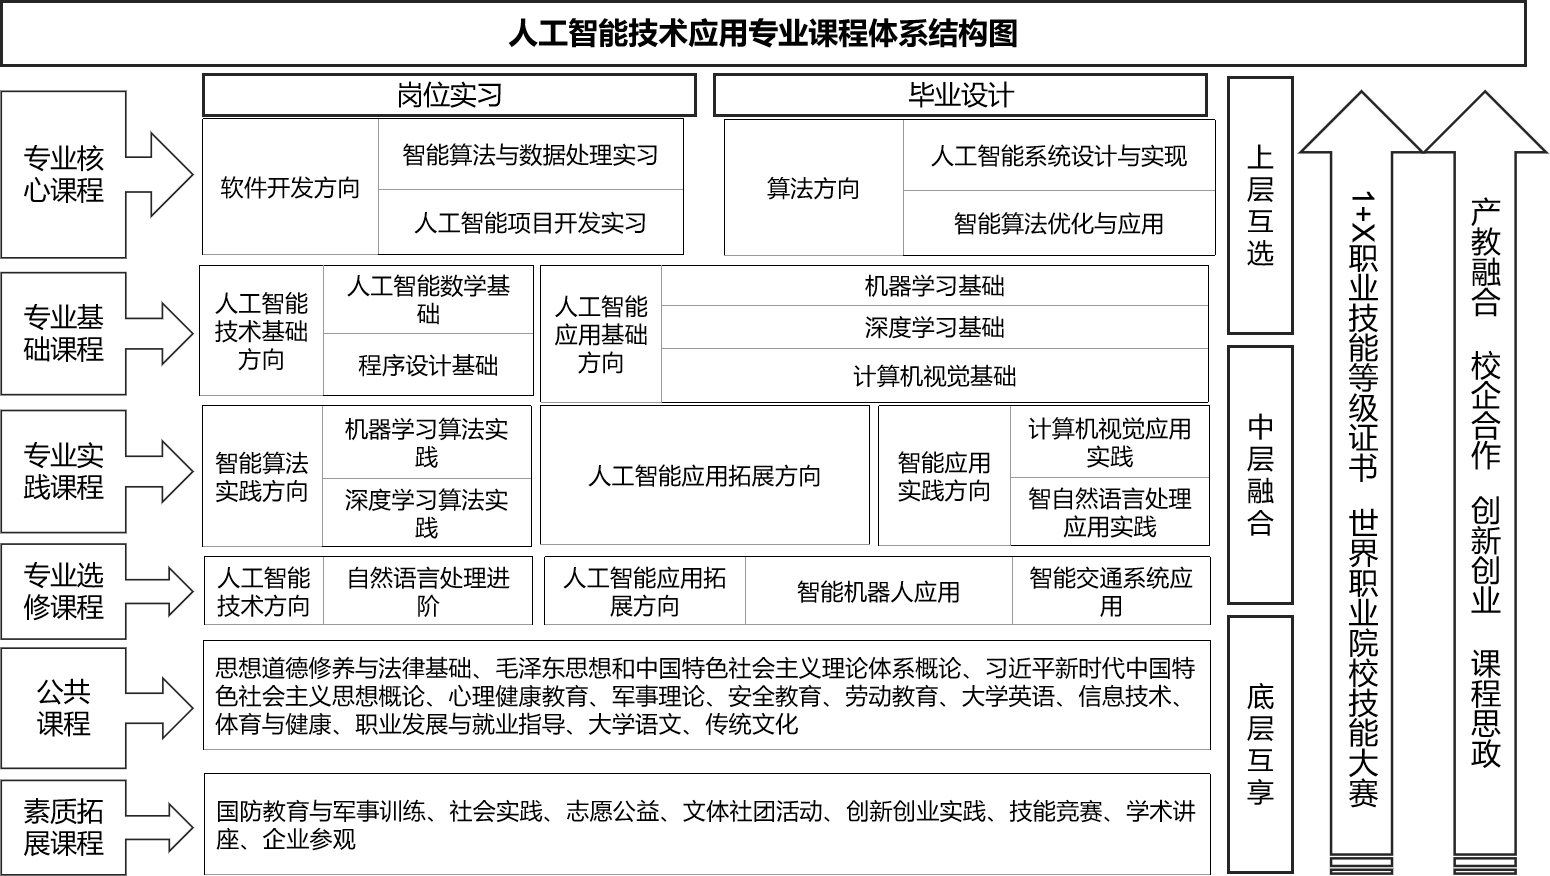 人工智能技术应用专业课程体系结构图
岗位实习
毕业设计
专业核
心课程
软件开发方向
智能算法与数据处理实习
人工智能项目开发实习
算法方向
人工智能系统设计与实现
智能算法优化与应用
专业基
础课程
人工智能
技术基础
方向
人工智能数学基
础
程序设计基础
人工智能
应用基础
方向
机器学习基础
深度学习基础
计算机视觉基础
专业实
践课程
智能算法
实践方向
机器学习算法实
践
深度学习算法实
践
人工智能应用拓展方向
智能应用
实践方向
计算机视觉应用
实践
智自然语言处理
应用实践
专业选
修课程
人工智能
技术方向
自然语言处理进
阶
人工智能应用拓
展方向
智能机器人应用
智能交通系统应
用
公共
课程
思想道德修养与法律基础、毛泽东思想和中国特色社会主义理论体系概论、习近平新时代中国特
色社会主义思想概论、心理健康教育、军事理论、安全教育、劳动教育、大学英语、信息技术、
体育与健康、职业发展与就业指导、大学语文、传统文化
素质拓
展课程
国防教育与军事训练、社会实践、志愿公益、文体社团活动、创新创业实践、技能竞赛、学术讲
座、企业参观
上层互选
中层融合
底层互享
1+X职业技能等级证书 世界职业院校技能大赛
产教融合 校企合作 创新创业 课程思政